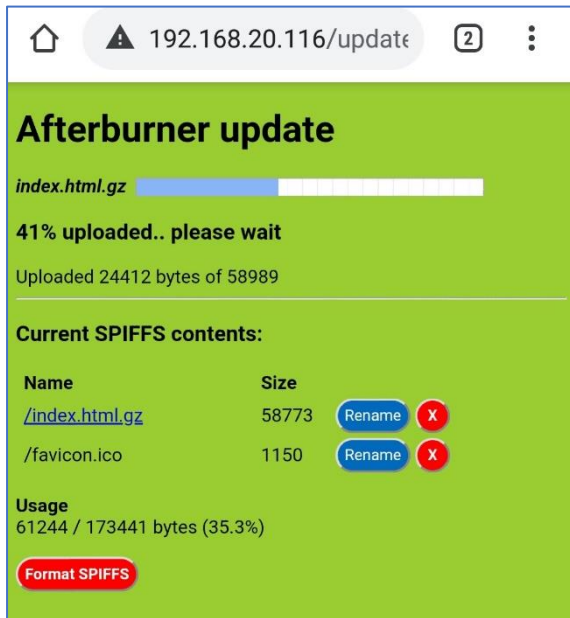 192.168.20.116/update
2
Afterburner update
index.html.gz
41% uploaded.. please wait
Uploaded 24412 bytes of 58989
Current SPIFFS contents:
Name Size
/index.html.gz 58773 Rename X
/favicon.ico 1150 Rename X
Usage
61244 / 173441 bytes (35.3%)
Format SPIFFS